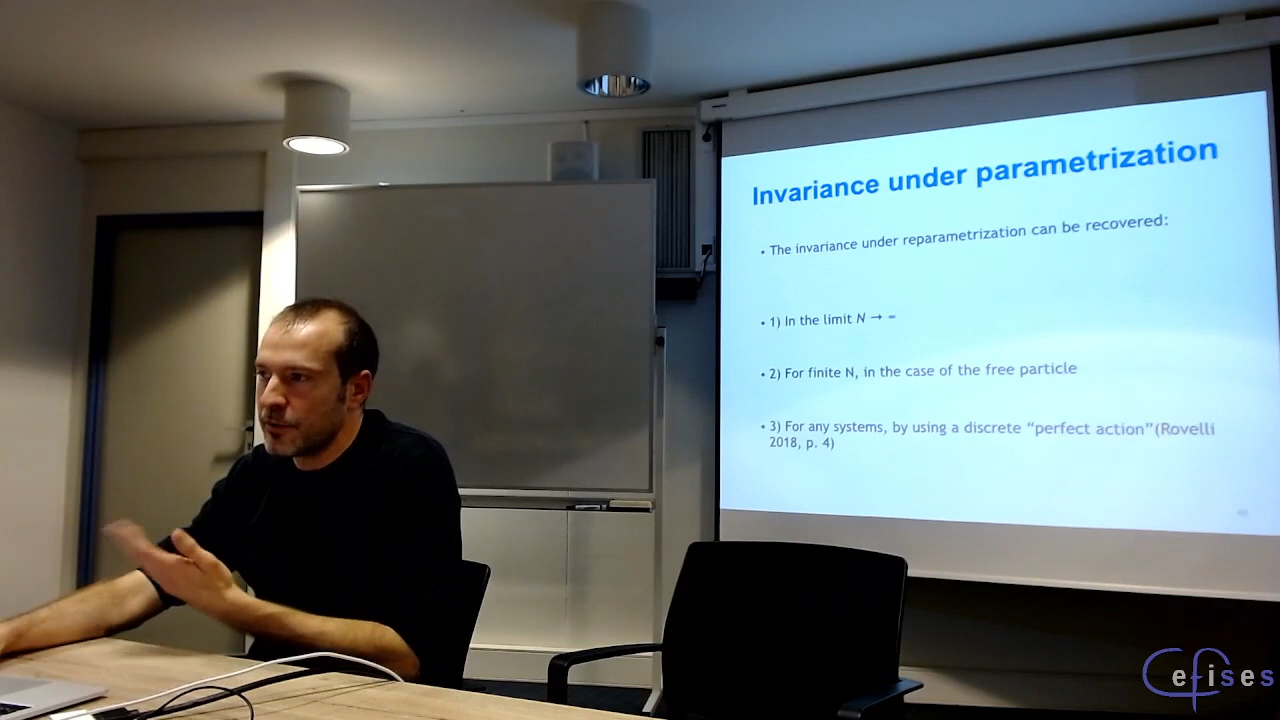 Invariance under parametrization
• The invariance under reparametrization can be recovered:
• 1) In the limit N → ∞
• 2) For finite N, in the case of the free particle
• 3) For any systems, by using a discrete “perfect action”(Rovelli
2018, p. 4)
Cefises